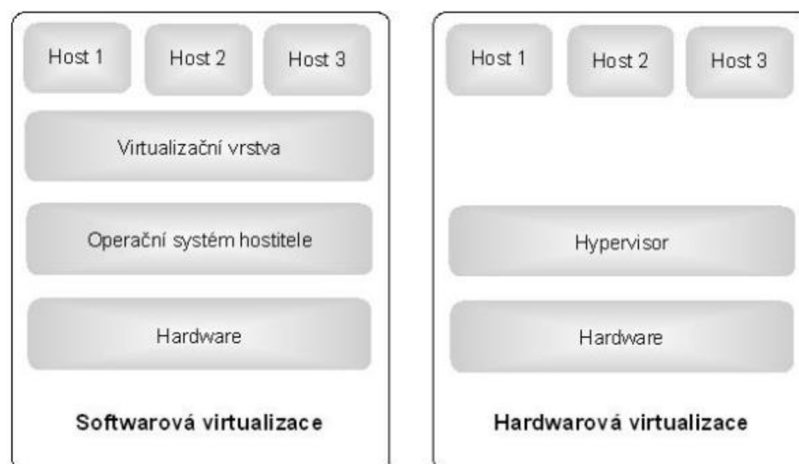 Host 1
Host 2
Host 3
Virtualizační vrstva
Operační systém hostitele
Hardware
Softwarová virtualizace
Host 1
Host 2
Host 3
Hypervisor
Hardware
Hardwarová virtualizace